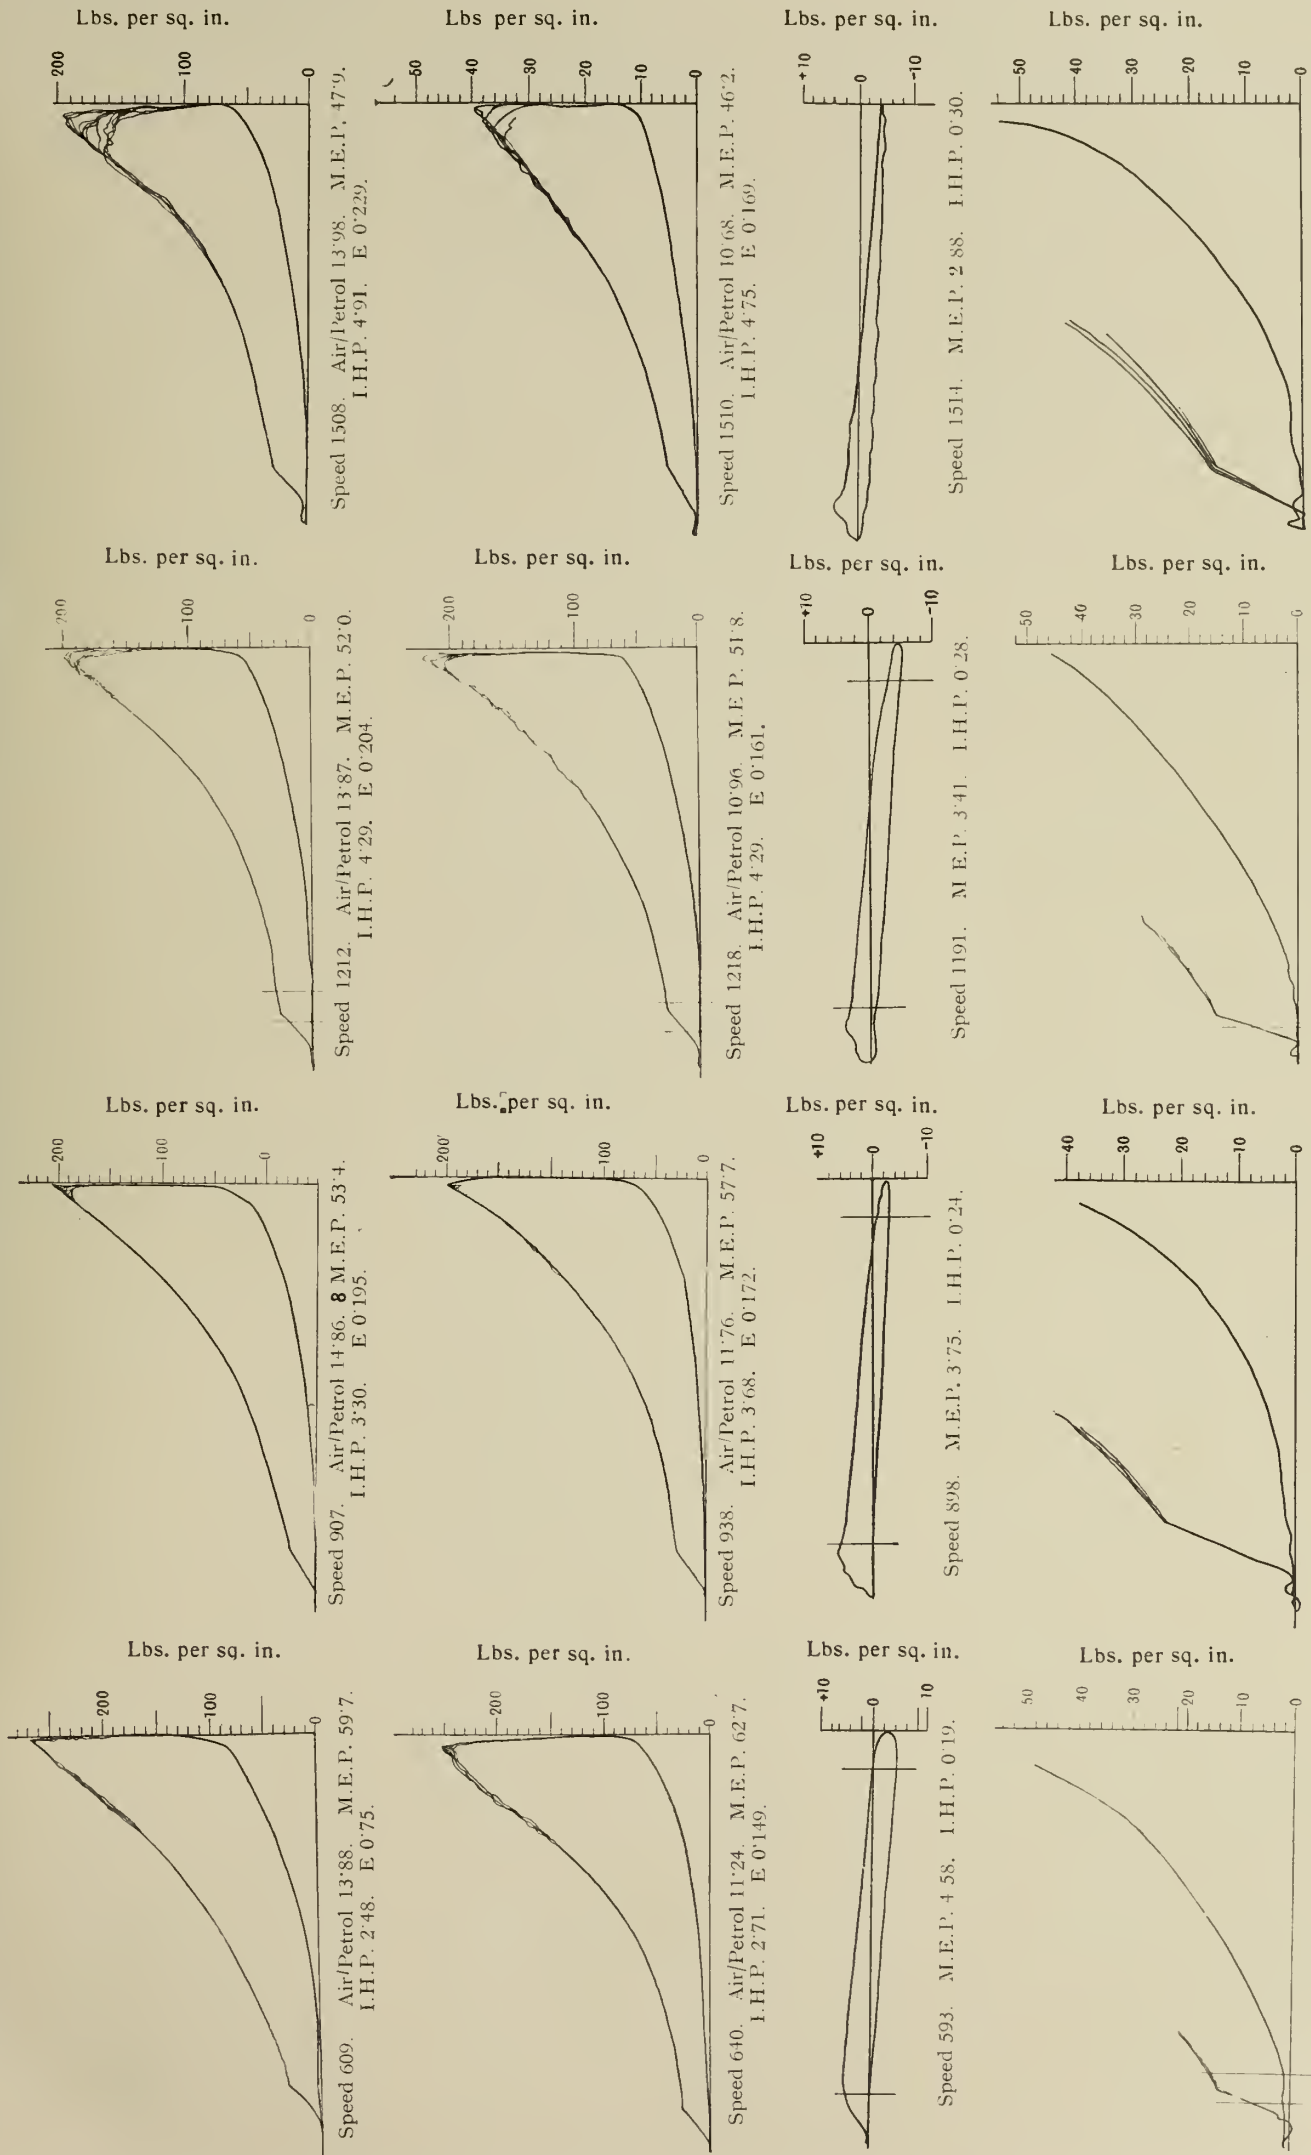 Lbs. per sq. in.
200
100
0
Speed 1508. Air/Petrol 13·98. M.E.P. 47·9.
I.H.P. 4·91. E 0·229.
Lbs per sq. in.
50
40
30
20
10
0
Speed 1510. Air/Petrol 10·68. M.E.P. 46·2.
I.H.P. 4·75. E 0·169.
Lbs. per sq. in.
+10
0
-10
Speed 1514. M.E.P. 2 88. I.H.P. 0·30.
Lbs. per sq. in.
50
40
30
20
10
0
Lbs. per sq. in.
200
100
0
Speed 1212. Air/Petrol 13·87. M.E.P. 52·0.
I.H.P. 4·29. E 0·204.
Lbs. per sq. in.
200
100
0
Speed 1218. Air/Petrol 10·96. M.E P. 51·8.
I.H.P. 4·29. E 0·161.
Lbs. per sq. in.
+10
0
-10
Speed 1191. M E.P. 3·41. I.H.P. 0·28.
Lbs. per sq. in.
50
40
30
20
10
0
Lbs. per sq. in.
200
100
0
Speed 907. Air/Petrol 14·86. 8 M.E.P. 53·4.
I.H.P. 3·30. E 0·195.
Lbs. per sq. in.
200
100
0
Speed 938. Air/Petrol 11·76. M.E.P. 57·7.
I.H.P. 3·68. E 0·172.
Lbs. per sq. in.
+10
0
-10
Speed 898. M.E.P. 3·75. I.H.P. 0·24.
Lbs. per sq. in.
40
30
20
10
0
Lbs. per sq. in.
200
100
0
Speed 609. Air/Petrol 13·88. M.E.P. 59·7.
I.H.P. 2·48. E 0·75.
Lbs. per sq. in.
200
100
0
Speed 640. Air/Petrol 11·24. M.E.P. 62·7.
I.H.P. 2·71. E 0·149.
Lbs. per sq. in.
+10
0
10
Speed 593. M.E.P. 4 58. I.H.P. 0·19.
Lbs. per sq. in.
50
40
30
20
10
0